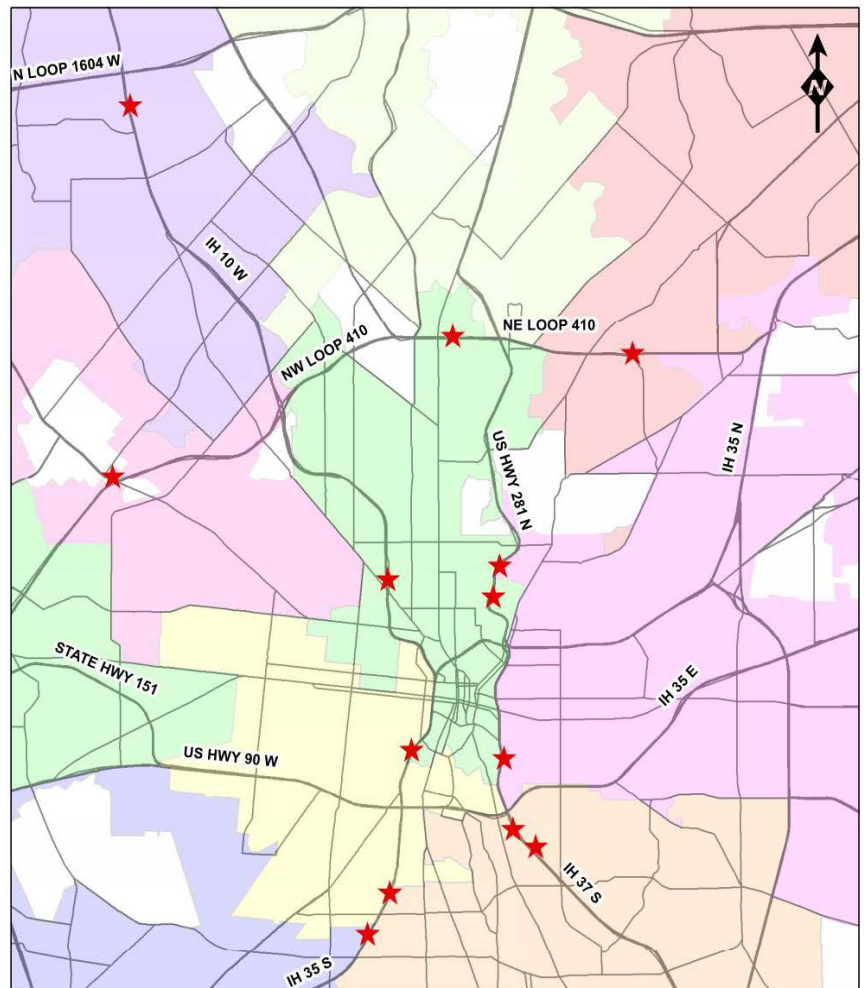 N
N LOOP 1604 W
IH 10 W
NW LOOP 410
NE LOOP 410
US HWY 281 N
IH 35 N
STATE HWY 151
IH 35 E
US HWY 90 W
IH 37 S
IH 35 S